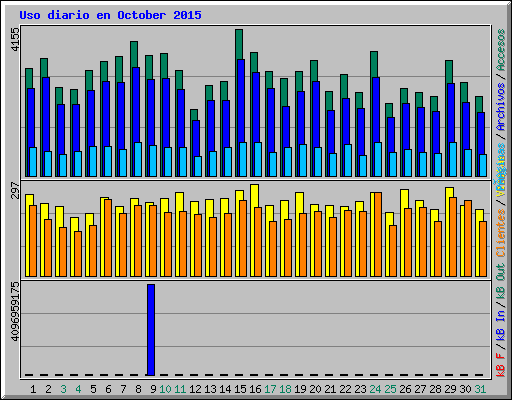 Uso diario en October 2015
4155
297
4096959175
1 2 3 4 5 6 7 8 9 10 11 12 13 14 15 16 17 18 19 20 21 22 23 24 25 26 27 28 29 30 31
kB F / kB In / kB Out Clientes / Páginas / Archivos / Accesos